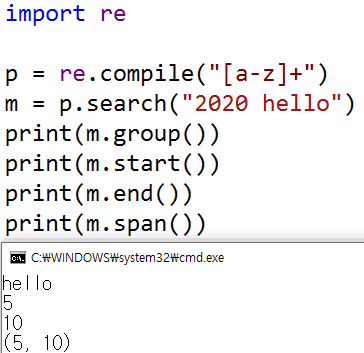 import re
p = re.compile("[a-z]+")
m = p.search("2020 hello")
print(m.group())
print(m.start())
print(m.end())
print(m.span())
C:₩WINDOWS₩system32₩cmd.exe
hello
5
10
(5, 10)